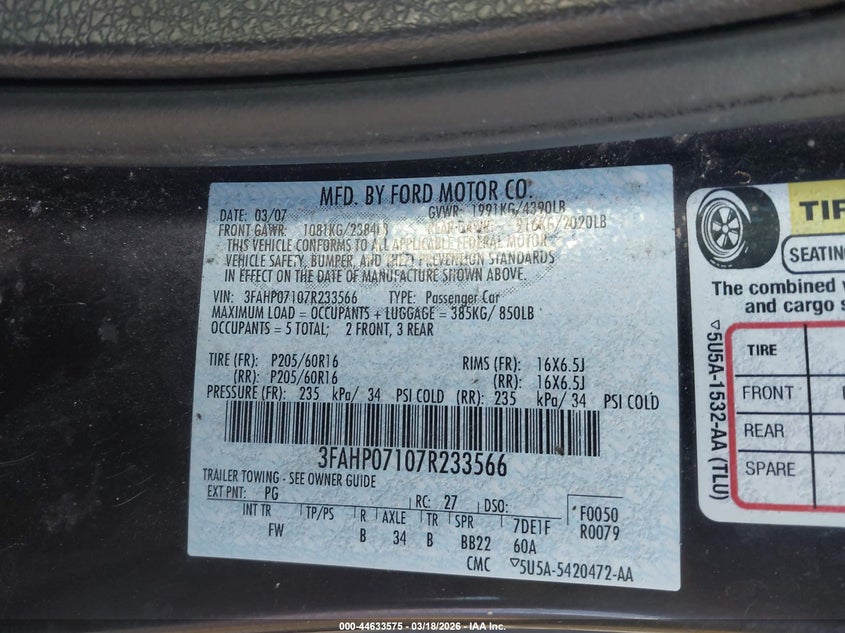 MFD. BY FORD MOTOR CO.
DATE: 03/07 GVWR: 1991KG/4390LB
FRONT GAWR: 1081KG/2384LB REAR GAWR: 916KG/2020LB
THIS VEHICLE CONFORMS TO ALL APPLICABLE FEDERAL MOTOR
VEHICLE SAFETY, BUMPER, AND THEFT PREVENTION STANDARDS
IN EFFECT ON THE DATE OF MANUFACTURE SHOWN ABOVE.
VIN: 3FAHP07107R233566 TYPE: Passenger Car
MAXIMUM LOAD = OCCUPANTS + LUGGAGE = 385KG/ 850LB
OCCUPANTS = 5 TOTAL; 2 FRONT, 3 REAR
TIRE (FR): P205/60R16 RIMS (FR): 16X6.5J
(RR): P205/60R16 (RR): 16X6.5J
PRESSURE (FR): 235 kPa/ 34 PSI COLD (RR): 235 kPa/ 34 PSI COLD
3FAHP07107R233566
TRAILER TOWING - SEE OWNER GUIDE
EXT PNT: PG RC: 27 DSO: *F0050
INT TR TP/PS R AXLE TR SPR 7DE1F R0079
FW B 34 B BB22 60A
CMC ▽5U5A-5420472-AA
TIR
SEATING
The combined
and cargo
TIRE
FRONT
REAR
SPARE
▽5U5A-1532-AA (TLU)
000-44633575 - 03/18/2026 - IAA Inc.